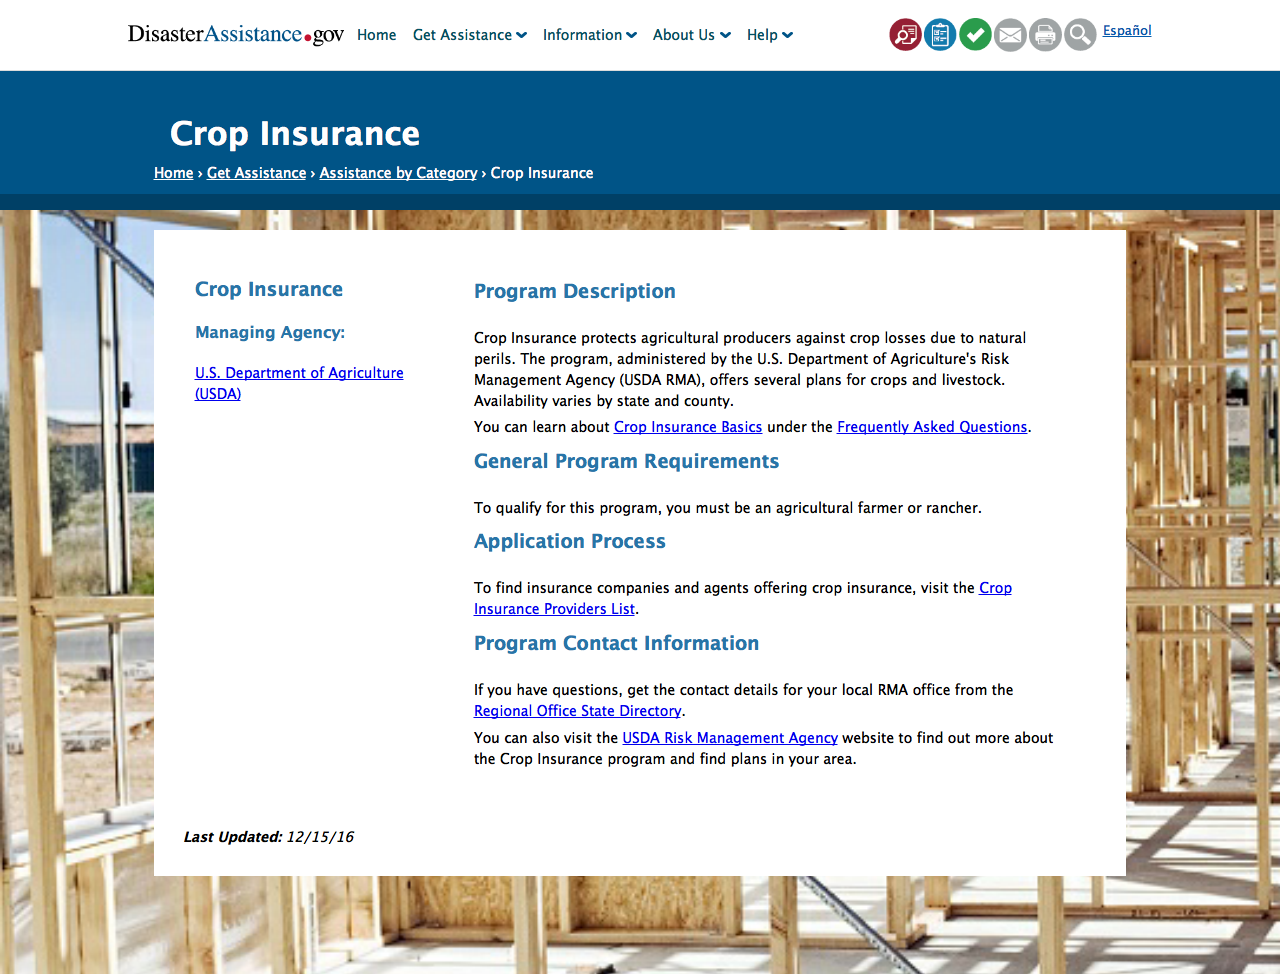 DisasterAssistance.gov Home Get Assistance Information About Us Help Español
Crop Insurance
Home › Get Assistance › Assistance by Category › Crop Insurance
Crop Insurance
Managing Agency:
U.S. Department of Agriculture
(USDA)
Program Description
Crop Insurance protects agricultural producers against crop losses due to natural
perils. The program, administered by the U.S. Department of Agriculture's Risk
Management Agency (USDA RMA), offers several plans for crops and livestock.
Availability varies by state and county.
You can learn about Crop Insurance Basics under the Frequently Asked Questions.
General Program Requirements
To qualify for this program, you must be an agricultural farmer or rancher.
Application Process
To find insurance companies and agents offering crop insurance, visit the Crop
Insurance Providers List.
Program Contact Information
If you have questions, get the contact details for your local RMA office from the
Regional Office State Directory.
You can also visit the USDA Risk Management Agency website to find out more about
the Crop Insurance program and find plans in your area.
Last Updated: 12/15/16